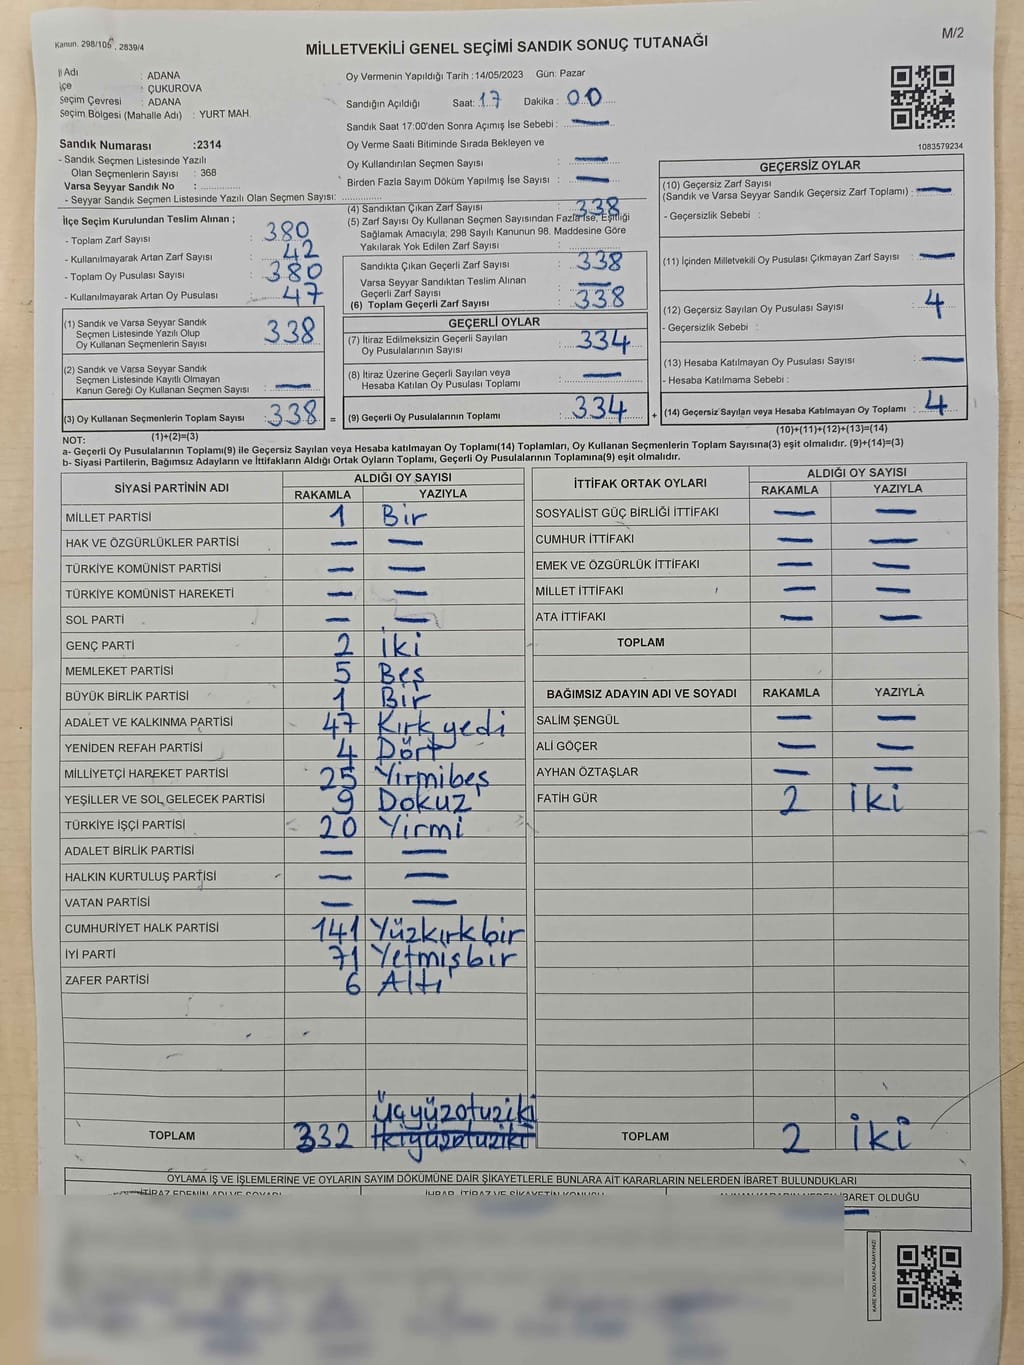 Kanun. 298/105, 2839/4
M/2
MİLLETVEKİLİ GENEL SEÇİMİ SANDIK SONUÇ TUTANAĞI
İl Adı : ADANA
İlçe : ÇUKUROVA
Seçim Çevresi : ADANA
Seçim Bölgesi (Mahalle Adı) : YURT MAH.
Sandık Numarası :2314
- Sandık Seçmen Listesinde Yazılı
Olan Seçmenlerin Sayısı : 368
Varsa Seyyar Sandık No :
- Seyyar Sandık Seçmen Listesinde Yazılı Olan Seçmen Sayısı:
Oy Vermenin Yapıldığı Tarih :14/05/2023 Gün: Pazar
Sandığın Açıldığı Saat: 17 Dakika : 00
Sandık Saat 17:00'den Sonra Açımış İse Sebebi : —
Oy Verme Saati Bitiminde Sırada Bekleyen ve
Oy Kullandırılan Seçmen Sayısı : —
Birden Fazla Sayım Döküm Yapılmış İse Sayısı : —
1083579234
İlçe Seçim Kurulundan Teslim Alınan ;
- Toplam Zarf Sayısı : 380
- Kullanılmayarak Artan Zarf Sayısı : 42
- Toplam Oy Pusulası Sayısı : 380
- Kullanılmayarak Artan Oy Pusulası : 47
(1) Sandık ve Varsa Seyyar Sandık
Seçmen Listesinde Yazılı Olup
Oy Kullanan Seçmenlerin Sayısı : 338
(2) Sandık ve Varsa Seyyar Sandık
Seçmen Listesinde Kayıtlı Olmayan
Kanun Gereği Oy Kullanan Seçmen Sayısı : —
(3) Oy Kullanan Seçmenlerin Toplam Sayısı : 338 =
(1)+(2)=(3)
(4) Sandıktan Çıkan Zarf Sayısı : 338
(5) Zarf Sayısı Oy Kullanan Seçmen Sayısından Fazla İse, Eşitliği
Sağlamak Amacıyla; 298 Sayılı Kanunun 98. Maddesine Göre
Yakılarak Yok Edilen Zarf Sayısı :
Sandıkta Çıkan Geçerli Zarf Sayısı : 338
Varsa Seyyar Sandıktan Teslim Alınan
Geçerli Zarf Sayısı : —
(6) Toplam Geçerli Zarf Sayısı : 338
GEÇERLİ OYLAR
(7) İtiraz Edilmeksizin Geçerli Sayılan
Oy Pusulalarının Sayısı : 334
(8) İtiraz Üzerine Geçerli Sayılan veya
Hesaba Katılan Oy Pusulası Toplamı : —
(9) Geçerli Oy Pusulalarının Toplamı : 334 +
GEÇERSİZ OYLAR
(10) Geçersiz Zarf Sayısı
(Sandık ve Varsa Seyyar Sandık Geçersiz Zarf Toplamı) : —
- Geçersizlik Sebebi :
(11) İçinden Milletvekili Oy Pusulası Çıkmayan Zarf Sayısı : —
(12) Geçersiz Sayılan Oy Pusulası Sayısı : 4
- Geçersizlik Sebebi :
(13) Hesaba Katılmayan Oy Pusulası Sayısı : —
- Hesaba Katılmama Sebebi :
(14) Geçersiz Sayılan veya Hesaba Katılmayan Oy Toplamı : 4
(10)+(11)+(12)+(13)=(14)
NOT:
a- Geçerli Oy Pusulalarının Toplamı(9) ile Geçersiz Sayılan veya Hesaba katılmayan Oy Toplamı(14) Toplamları, Oy Kullanan Seçmenlerin Toplam Sayısına(3) eşit olmalıdır. (9)+(14)=(3)
b- Siyasi Partilerin, Bağımsız Adayların ve İttifakların Aldığı Ortak Oyların Toplamı, Geçerli Oy Pusulalarının Toplamına(9) eşit olmalıdır.
SİYASİ PARTİNİN ADI ALDIĞI OY SAYISI
RAKAMLA YAZIYLA
MİLLET PARTİSİ 1 Bir
HAK VE ÖZGÜRLÜKLER PARTİSİ — —
TÜRKİYE KOMÜNİST PARTİSİ — —
TÜRKİYE KOMÜNİST HAREKETİ — —
SOL PARTİ — —
GENÇ PARTİ 2 İki
MEMLEKET PARTİSİ 5 Beş
BÜYÜK BİRLİK PARTİSİ 1 Bir
ADALET VE KALKINMA PARTİSİ 47 Kırk yedi
YENİDEN REFAH PARTİSİ 4 Dört
MİLLİYETÇİ HAREKET PARTİSİ 25 Yirmibeş
YEŞİLLER VE SOL GELECEK PARTİSİ 9 Dokuz
TÜRKİYE İŞÇİ PARTİSİ 20 Yirmi
ADALET BİRLİK PARTİSİ — —
HALKIN KURTULUŞ PARTİSİ — —
VATAN PARTİSİ — —
CUMHURİYET HALK PARTİSİ 141 Yüzkırkbir
İYİ PARTİ 71 Yetmişbir
ZAFER PARTİSİ 6 Altı
Üçyüzotuziki
TOPLAM 332 İkiyüzotuziki
İTTİFAK ORTAK OYLARI ALDIĞI OY SAYISI
RAKAMLA YAZIYLA
SOSYALİST GÜÇ BİRLİĞİ İTTİFAKI — —
CUMHUR İTTİFAKI — —
EMEK VE ÖZGÜRLÜK İTTİFAKI — —
MİLLET İTTİFAKI — —
ATA İTTİFAKI — —
TOPLAM
BAĞIMSIZ ADAYIN ADI VE SOYADI RAKAMLA YAZIYLA
SALİM ŞENGÜL — —
ALİ GÖÇER — —
AYHAN ÖZTAŞLAR — —
FATİH GÜR 2 iki
TOPLAM 2 iki
OYLAMA İŞ VE İŞLEMLERİNE VE OYLARIN SAYIM DÖKÜMÜNE DAİR ŞİKAYETLERLE BUNLARA AİT KARARLARIN NELERDEN İBARET BULUNDUKLARI
İBARET OLDUĞU
KARE KODU KARALAMAYINIZ!